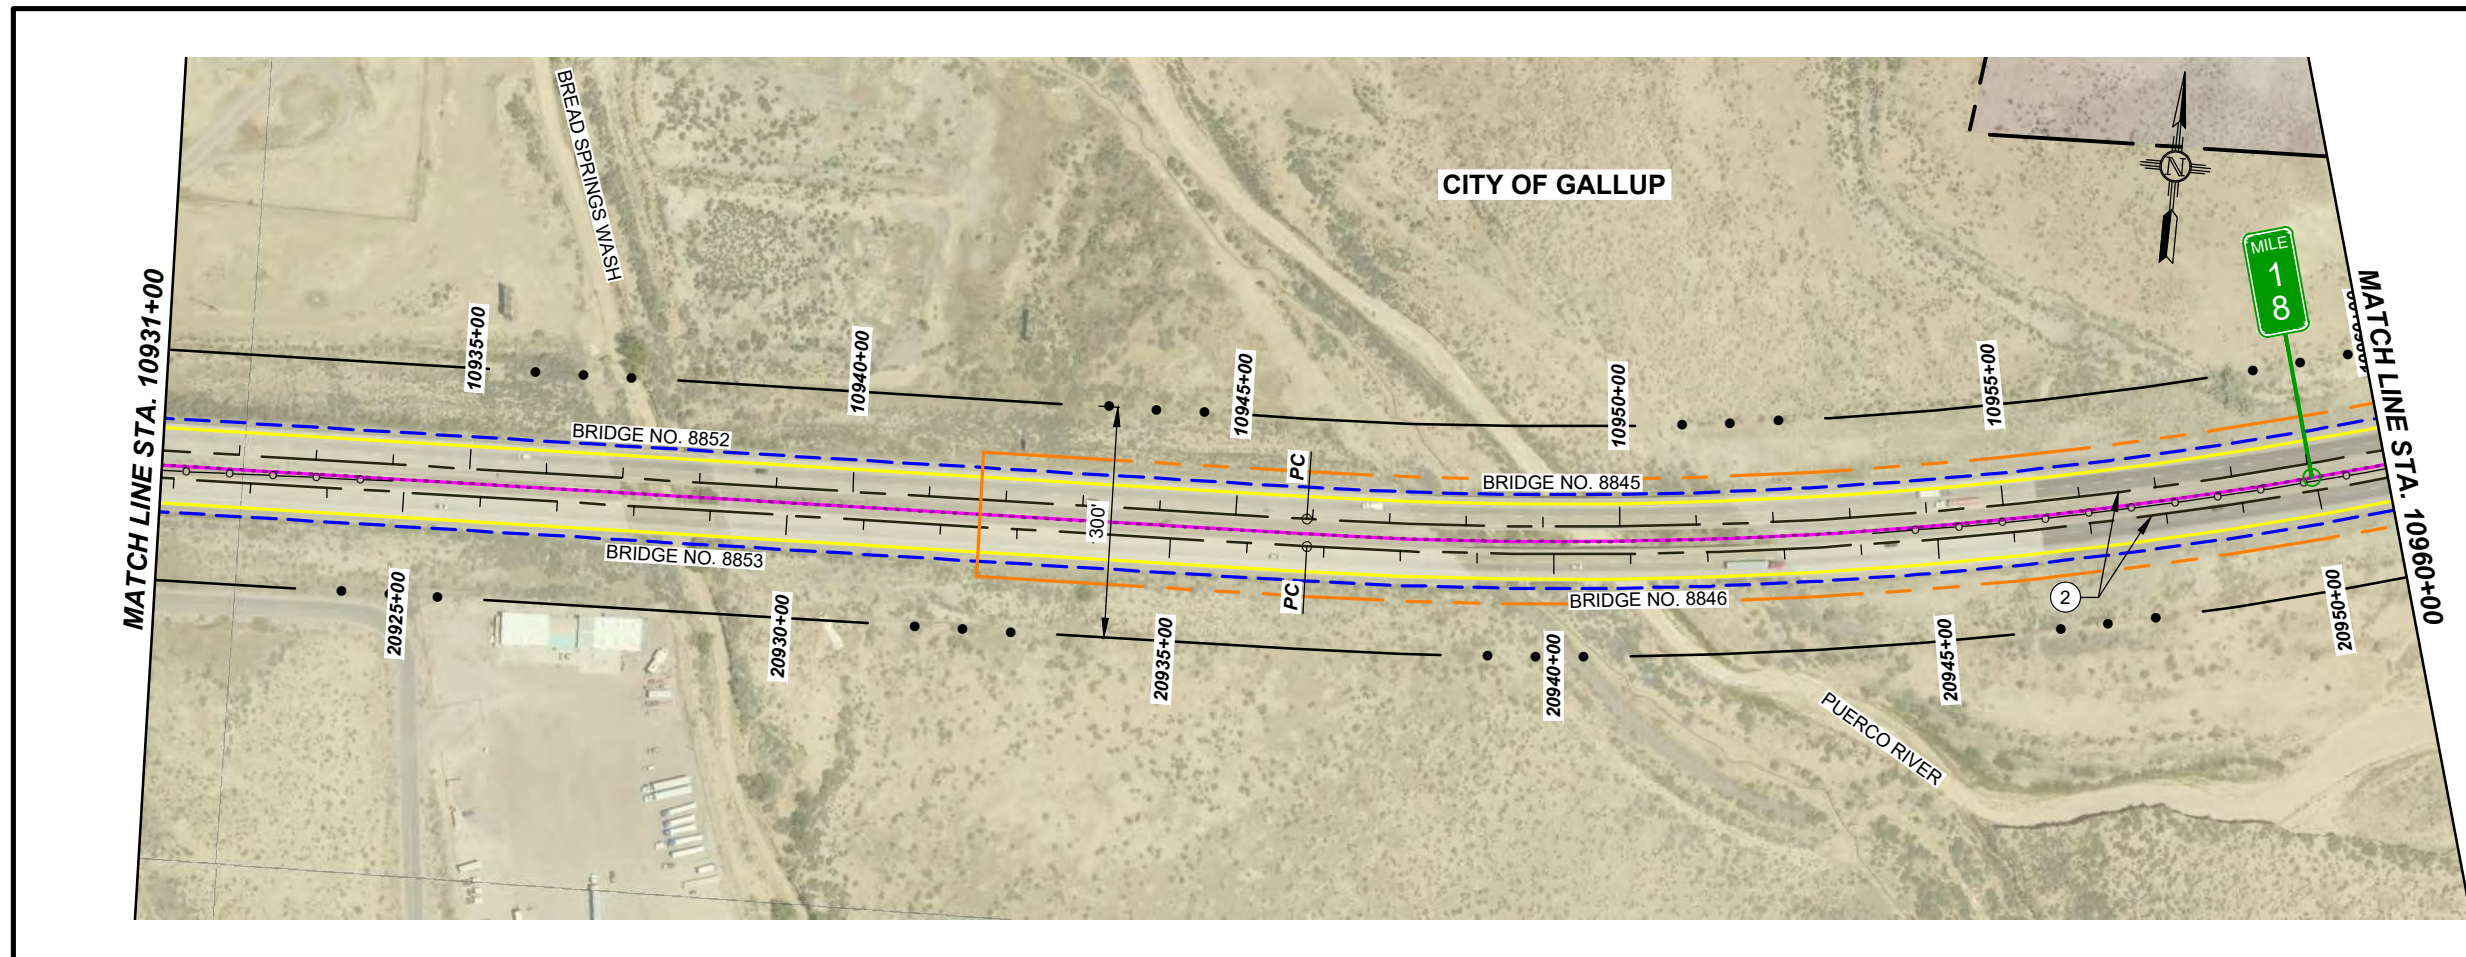 BREAD SPRINGS WASH
CITY OF GALLUP
N
MILE
1
8
MATCH LINE STA. 10931+00
10935+00
10940+00
10945+00
10950+00
10955+00
MATCH LINE STA. 10960+00
BRIDGE NO. 8852
BRIDGE NO. 8845
PC
300'
BRIDGE NO. 8853
PC
BRIDGE NO. 8846
2
20925+00
20930+00
20935+00
20940+00
20945+00
20950+00
PUERCO RIVER